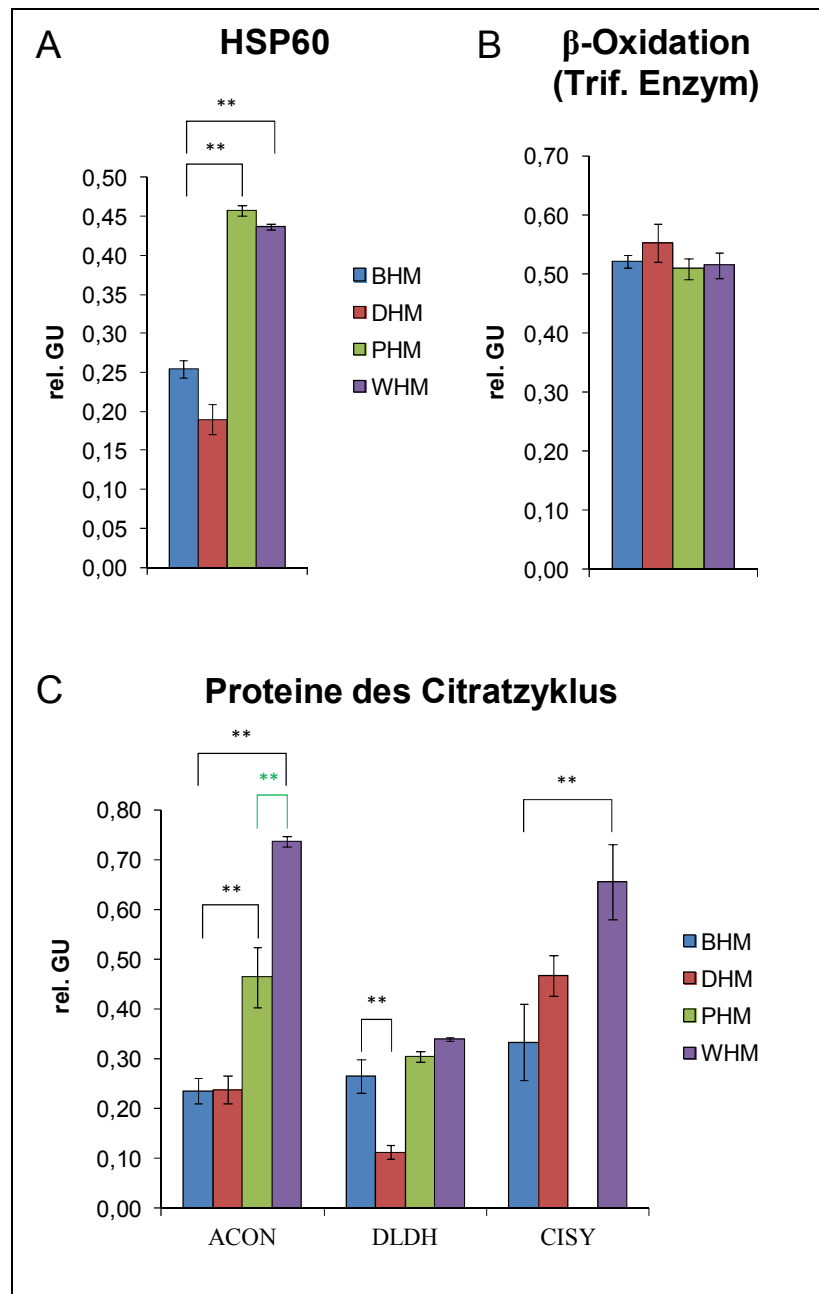 A
HSP60
**
**
0,50
0,45
0,40
0,35
0,30
0,25
0,20
0,15
0,10
0,05
0,00
rel. GU
BHM
DHM
PHM
WHM
B
β-Oxidation
(Trif. Enzym)
0,70
0,60
0,50
0,40
0,30
0,20
0,10
0,00
rel. GU
C
Proteine des Citratzyklus
**
**
**
**
**
0,80
0,70
0,60
0,50
0,40
0,30
0,20
0,10
0,00
rel. GU
ACON
DLDH
CISY
BHM
DHM
PHM
WHM